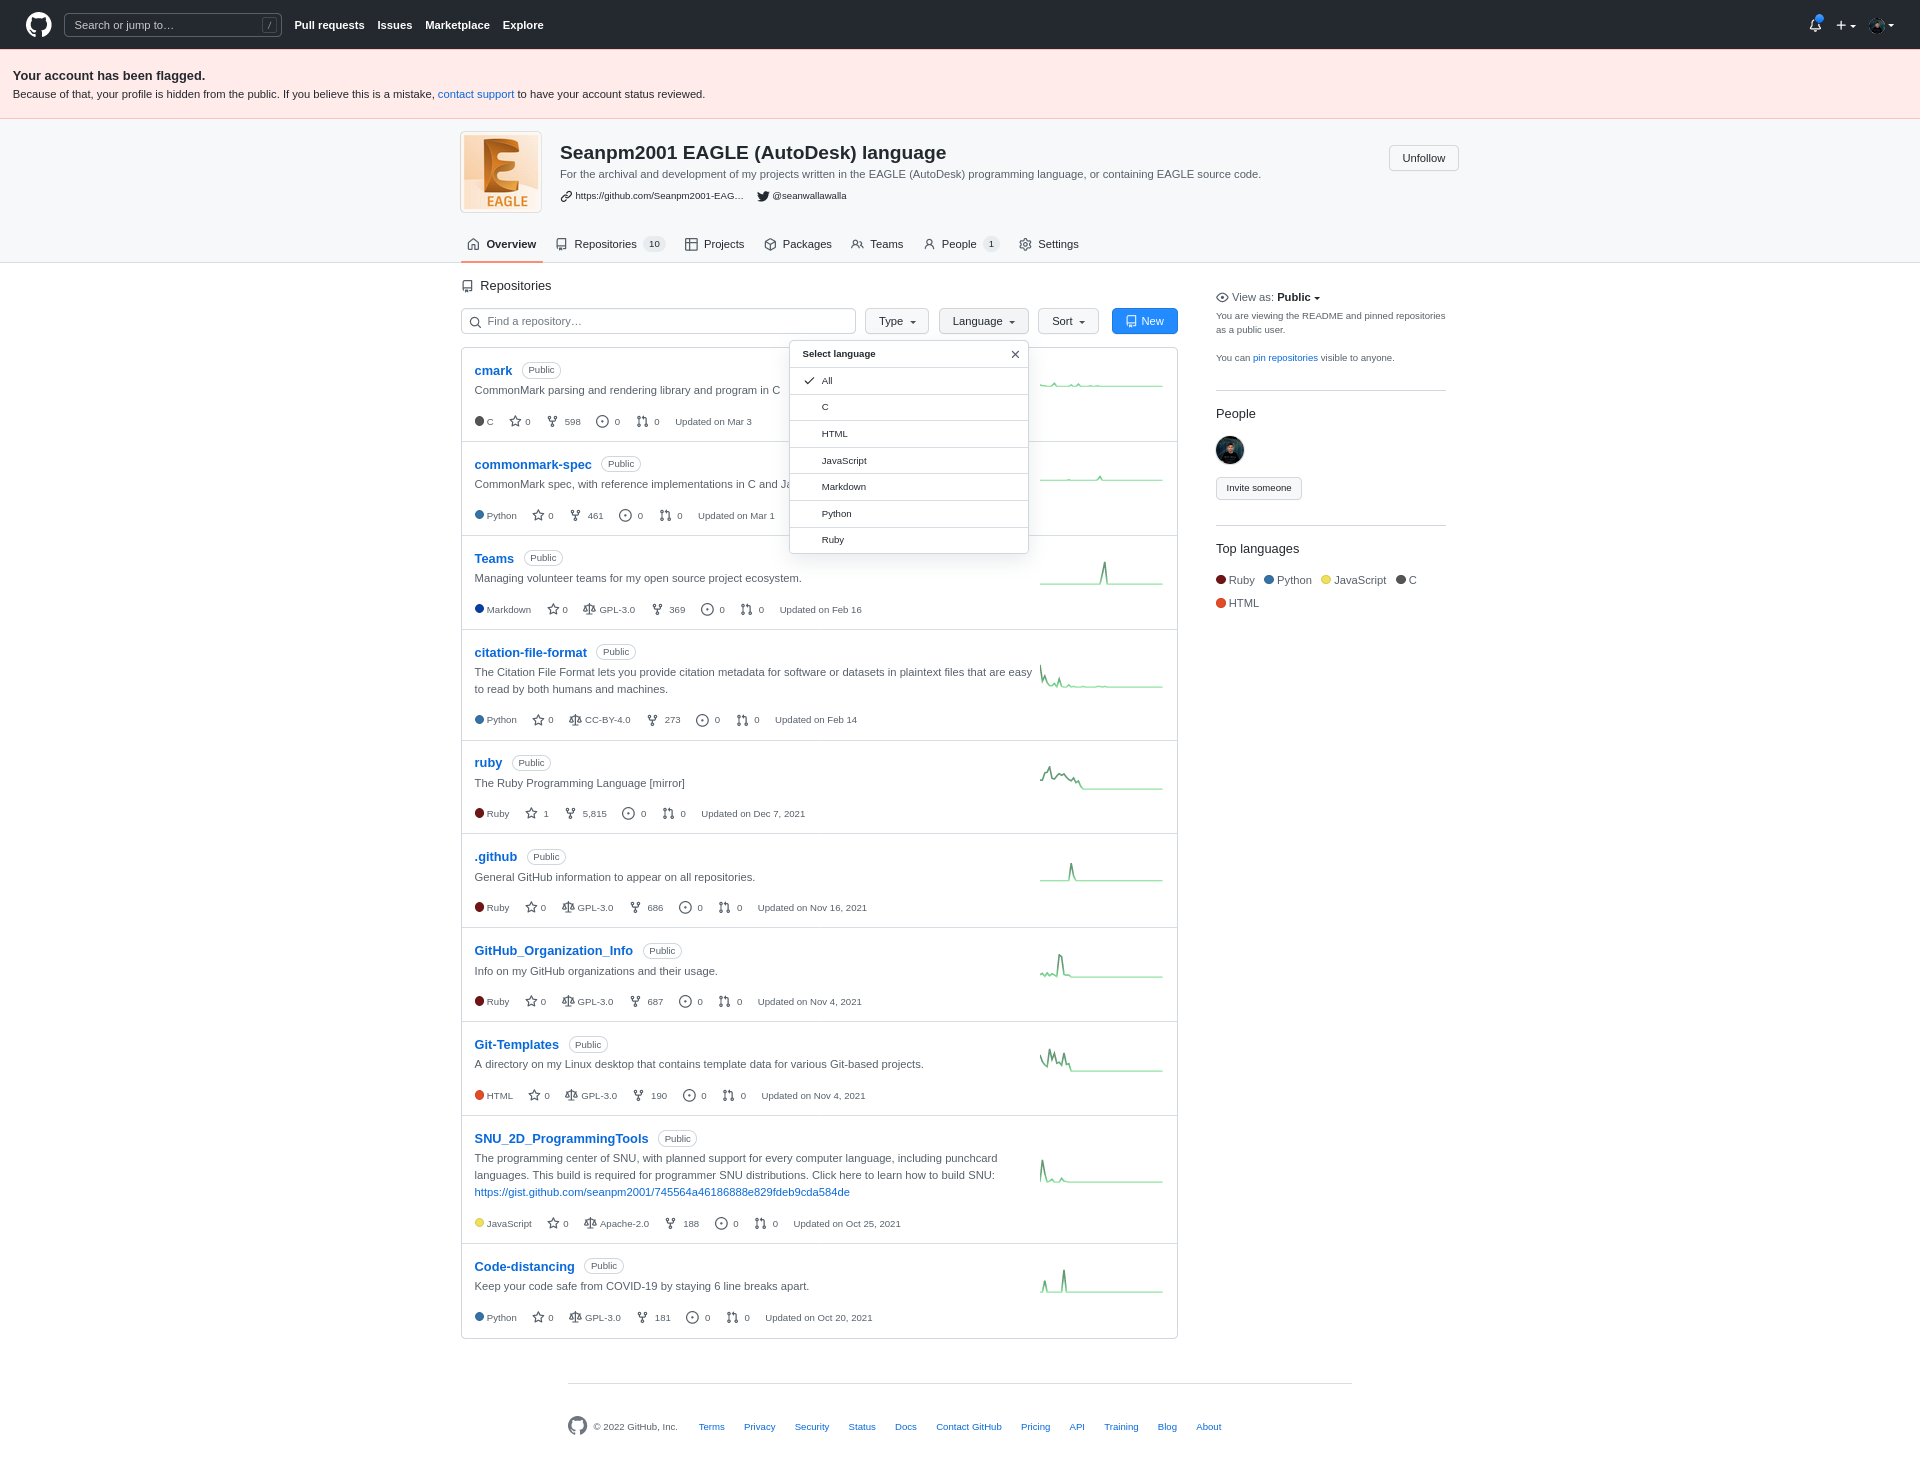 Search or jump to… /
Pull requests Issues Marketplace Explore
Your account has been flagged.
Because of that, your profile is hidden from the public. If you believe this is a mistake, contact support to have your account status reviewed.
EAGLE
Seanpm2001 EAGLE (AutoDesk) language
Unfollow
For the archival and development of my projects written in the EAGLE (AutoDesk) programming language, or containing EAGLE source code.
https://github.com/Seanpm2001-EAG… @seanwallawalla
Overview Repositories 10 Projects Packages Teams People 1 Settings
Repositories
Find a repository… Type Language Sort New
Select language
All
C
HTML
JavaScript
Markdown
Python
Ruby
cmark Public
CommonMark parsing and rendering library and program in C
C 0 598 0 0 Updated on Mar 3
commonmark-spec Public
CommonMark spec, with reference implementations in C and
Python 0 461 0 0 Updated on Mar 1
Teams Public
Managing volunteer teams for my open source project ecosystem.
Markdown 0 GPL-3.0 369 0 0 Updated on Feb 16
citation-file-format Public
The Citation File Format lets you provide citation metadata for software or datasets in plaintext files that are easy
to read by both humans and machines.
Python 0 CC-BY-4.0 273 0 0 Updated on Feb 14
ruby Public
The Ruby Programming Language [mirror]
Ruby 1 5,815 0 0 Updated on Dec 7, 2021
.github Public
General GitHub information to appear on all repositories.
Ruby 0 GPL-3.0 686 0 0 Updated on Nov 16, 2021
GitHub_Organization_Info Public
Info on my GitHub organizations and their usage.
Ruby 0 GPL-3.0 687 0 0 Updated on Nov 4, 2021
Git-Templates Public
A directory on my Linux desktop that contains template data for various Git-based projects.
HTML 0 GPL-3.0 190 0 0 Updated on Nov 4, 2021
SNU_2D_ProgrammingTools Public
The programming center of SNU, with planned support for every computer language, including punchcard
languages. This build is required for programmer SNU distributions. Click here to learn how to build SNU:
https://gist.github.com/seanpm2001/745564a46186888e829fdeb9cda584de
JavaScript 0 Apache-2.0 188 0 0 Updated on Oct 25, 2021
Code-distancing Public
Keep your code safe from COVID-19 by staying 6 line breaks apart.
Python 0 GPL-3.0 181 0 0 Updated on Oct 20, 2021
View as: Public
You are viewing the README and pinned repositories
as a public user.
You can pin repositories visible to anyone.
People
Invite someone
Top languages
Ruby Python JavaScript C
HTML
© 2022 GitHub, Inc. Terms Privacy Security Status Docs Contact GitHub Pricing API Training Blog About